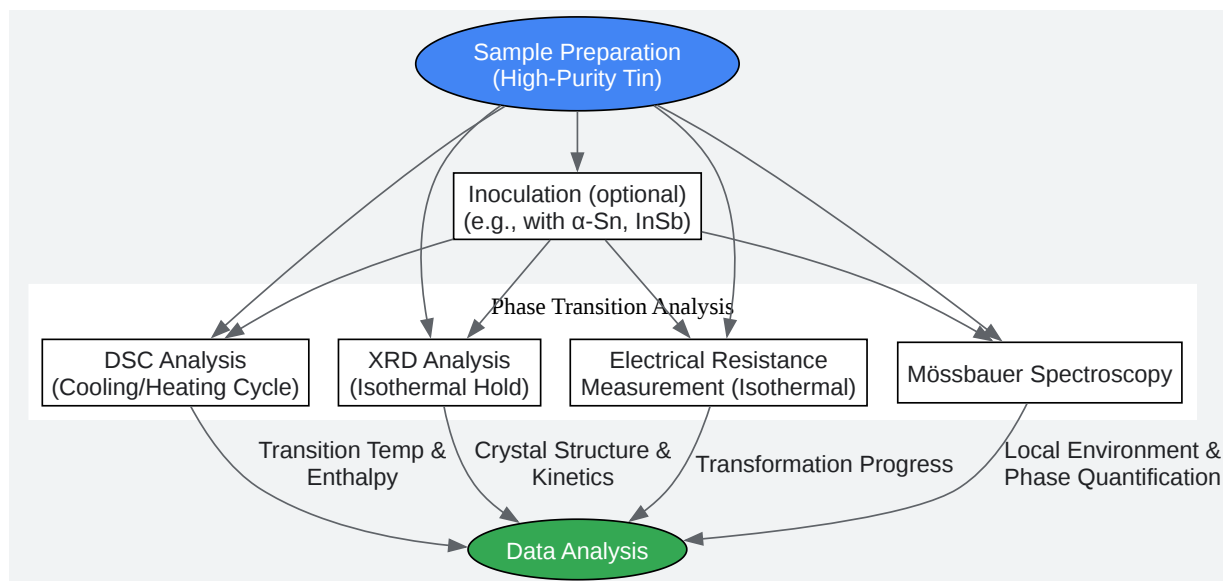 Sample Preparation
(High-Purity Tin)
Inoculation (optional)
(e.g., with α-Sn, InSb)
Phase Transition Analysis
DSC Analysis
(Cooling/Heating Cycle)
XRD Analysis
(Isothermal Hold)
Electrical Resistance
Measurement (Isothermal)
Mössbauer Spectroscopy
Transition Temp &
Enthalpy
Crystal Structure &
Kinetics
Transformation Progress
Local Environment &
Phase Quantification
Data Analysis